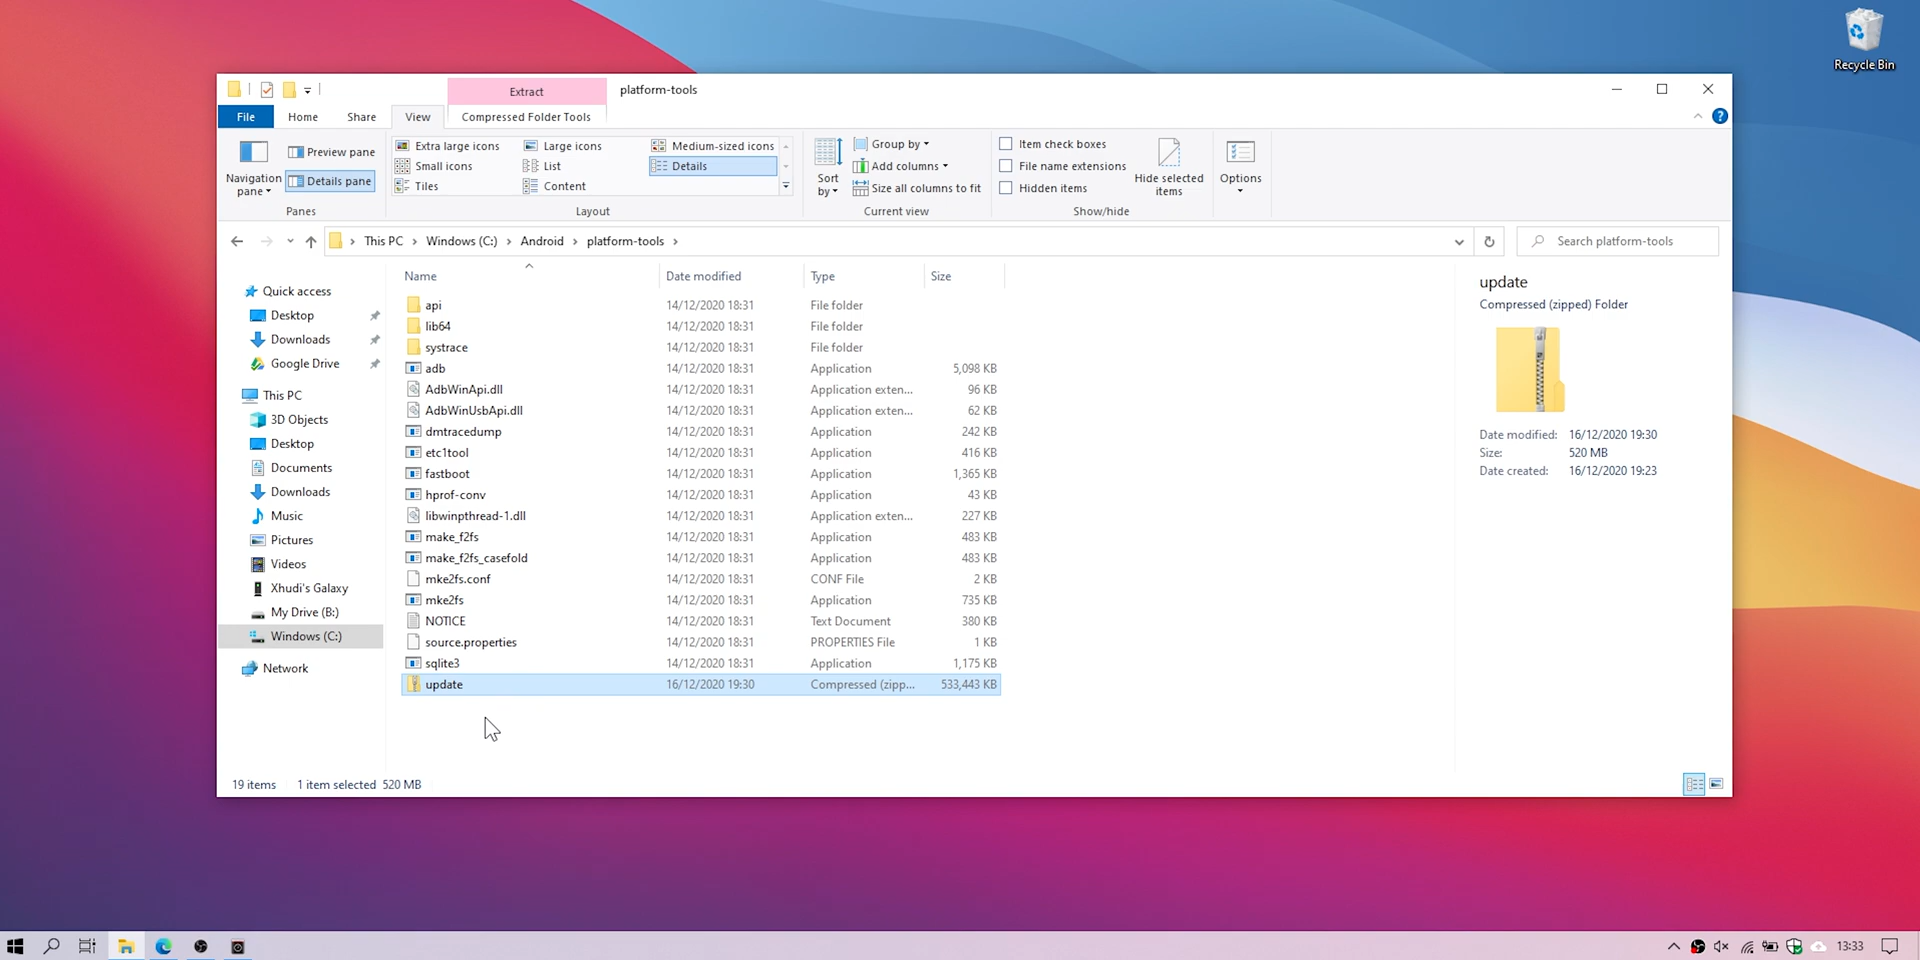 Recycle Bin
Extract
platform-tools
File
Home
Share
View
Compressed Folder Tools
Navigation pane
Preview pane
Details pane
Panes
Extra large icons
Large icons
Medium-sized icons
Small icons
List
Details
Tiles
Content
Layout
Sort by
Group by
Add columns
Size all columns to fit
Current view
Item check boxes
File name extensions
Hidden items
Hide selected items
Show/hide
Options
This PC > Windows (C:) > Android > platform-tools >
Search platform-tools
Quick access
Desktop
Downloads
Google Drive
This PC
3D Objects
Desktop
Documents
Downloads
Music
Pictures
Videos
Xhudi's Galaxy
My Drive (B:)
Windows (C:)
Network
Name Date modified Type Size
api 14/12/2020 18:31 File folder
lib64 14/12/2020 18:31 File folder
systrace 14/12/2020 18:31 File folder
adb 14/12/2020 18:31 Application 5,098 KB
AdbWinApi.dll 14/12/2020 18:31 Application exten... 96 KB
AdbWinUsbApi.dll 14/12/2020 18:31 Application exten... 62 KB
dmtracedump 14/12/2020 18:31 Application 242 KB
etc1tool 14/12/2020 18:31 Application 416 KB
fastboot 14/12/2020 18:31 Application 1,365 KB
hprof-conv 14/12/2020 18:31 Application 43 KB
libwinpthread-1.dll 14/12/2020 18:31 Application exten... 227 KB
make_f2fs 14/12/2020 18:31 Application 483 KB
make_f2fs_casefold 14/12/2020 18:31 Application 483 KB
mke2fs.conf 14/12/2020 18:31 CONF File 2 KB
mke2fs 14/12/2020 18:31 Application 735 KB
NOTICE 14/12/2020 18:31 Text Document 380 KB
source.properties 14/12/2020 18:31 PROPERTIES File 1 KB
sqlite3 14/12/2020 18:31 Application 1,175 KB
update 16/12/2020 19:30 Compressed (zipp... 533,443 KB
update
Compressed (zipped) Folder
Date modified: 16/12/2020 19:30
Size: 520 MB
Date created: 16/12/2020 19:23
19 items 1 item selected 520 MB
13:33